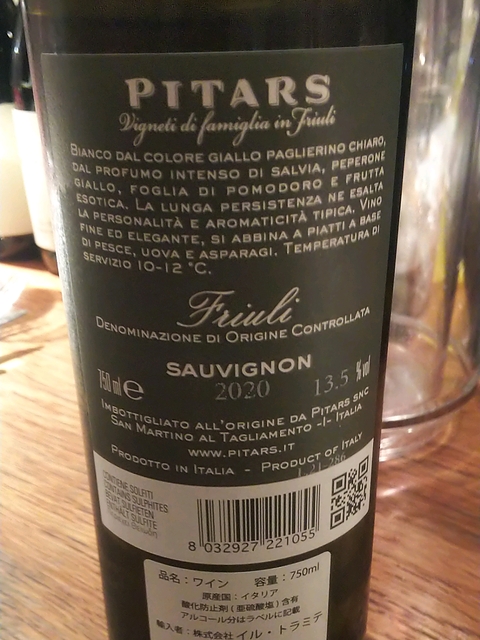 PITARS
Vigneti di famiglia in Friuli
BIANCO DAL COLORE GIALLO PAGLIERINO CHIARO,
DAL PROFUMO INTENSO DI SALVIA, PEPERONE
GIALLO, FOGLIA DI POMODORO E FRUTTA
ESOTICA. LA LUNGA PERSISTENZA NE ESALTA
LA PERSONALITÀ E AROMATICITÀ TIPICA. VINO
FINE ED ELEGANTE, SI ABBINA A PIATTI A BASE
DI PESCE, UOVA E ASPARAGI. TEMPERATURA DI
SERVIZIO 10-12 °C.
Friuli
DENOMINAZIONE DI ORIGINE CONTROLLATA
SAUVIGNON
750 ml e 2020 13.5 % vol
IMBOTTIGLIATO ALL'ORIGINE DA PITARS SNC
SAN MARTINO AL TAGLIAMENTO -I- ITALIA
WWW.PITARS.IT
PRODOTTO IN ITALIA - PRODUCT OF ITALY
L 21-286
CONTIENE SOLFITI
CONTAINS SULPHITES
BEVAT SULFIETEN
ENTHÄLT SULFITE
8 032927 221055
品名：ワイン 容量：750ml
原産国：イタリア
酸化防止剤(亜硫酸塩)含有
アルコール分はラベルに記載
輸入者：株式会社 イル・トラミテ